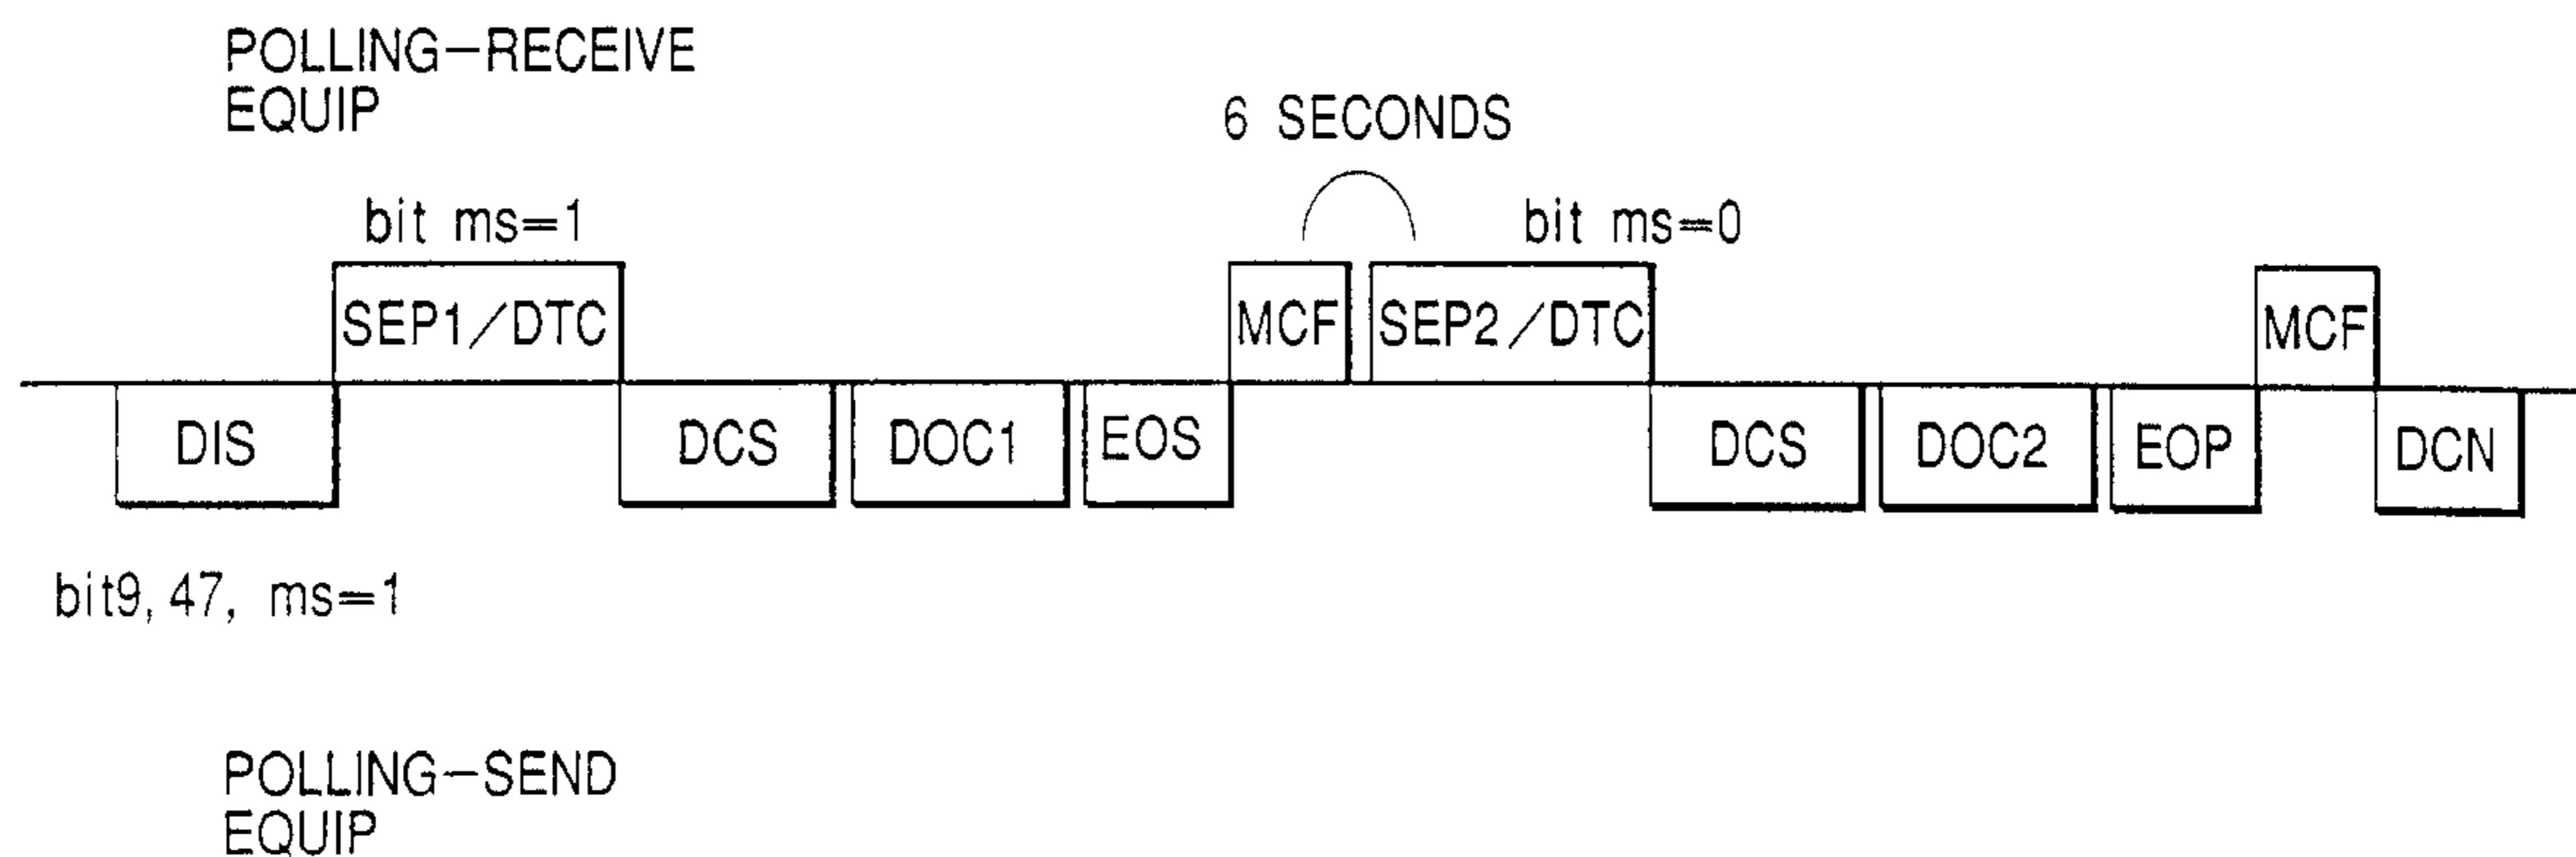 POLLING-RECEIVE
EQUIP
6 SECONDS
bit ms=1
bit ms=0
SEP1/DTC
MCF
SEP2/DTC
MCF
DIS
DCS
DOC1
EOS
DCS
DOC2
EOP
DCN
bit9, 47, ms=1
POLLING-SEND
EQUIP